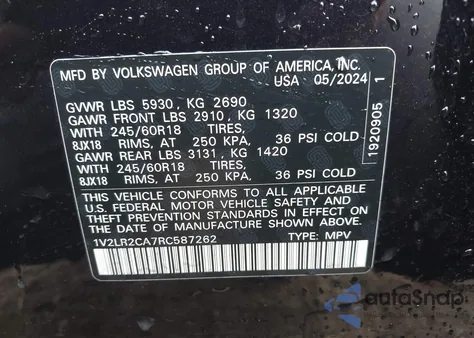 MFD BY VOLKSWAGEN GROUP OF AMERICA, INC.
USA 05/2024
GVWR LBS 5930 , KG 2690
GAWR FRONT LBS 2910 , KG 1320
WITH 245/60R18 TIRES,
8JX18 RIMS, AT 250 KPA, 36 PSI COLD
GAWR REAR LBS 3131 , KG 1420
WITH 245/60R18 TIRES,
8JX18 RIMS, AT 250 KPA, 36 PSI COLD
THIS VEHICLE CONFORMS TO ALL APPLICABLE
U.S. FEDERAL MOTOR VEHICLE SAFETY AND
THEFT PREVENTION STANDARDS IN EFFECT ON
THE DATE OF MANUFACTURE SHOWN ABOVE.
1V2LR2CA7RC587262 TYPE: MPV
1920905 1
autoSnap